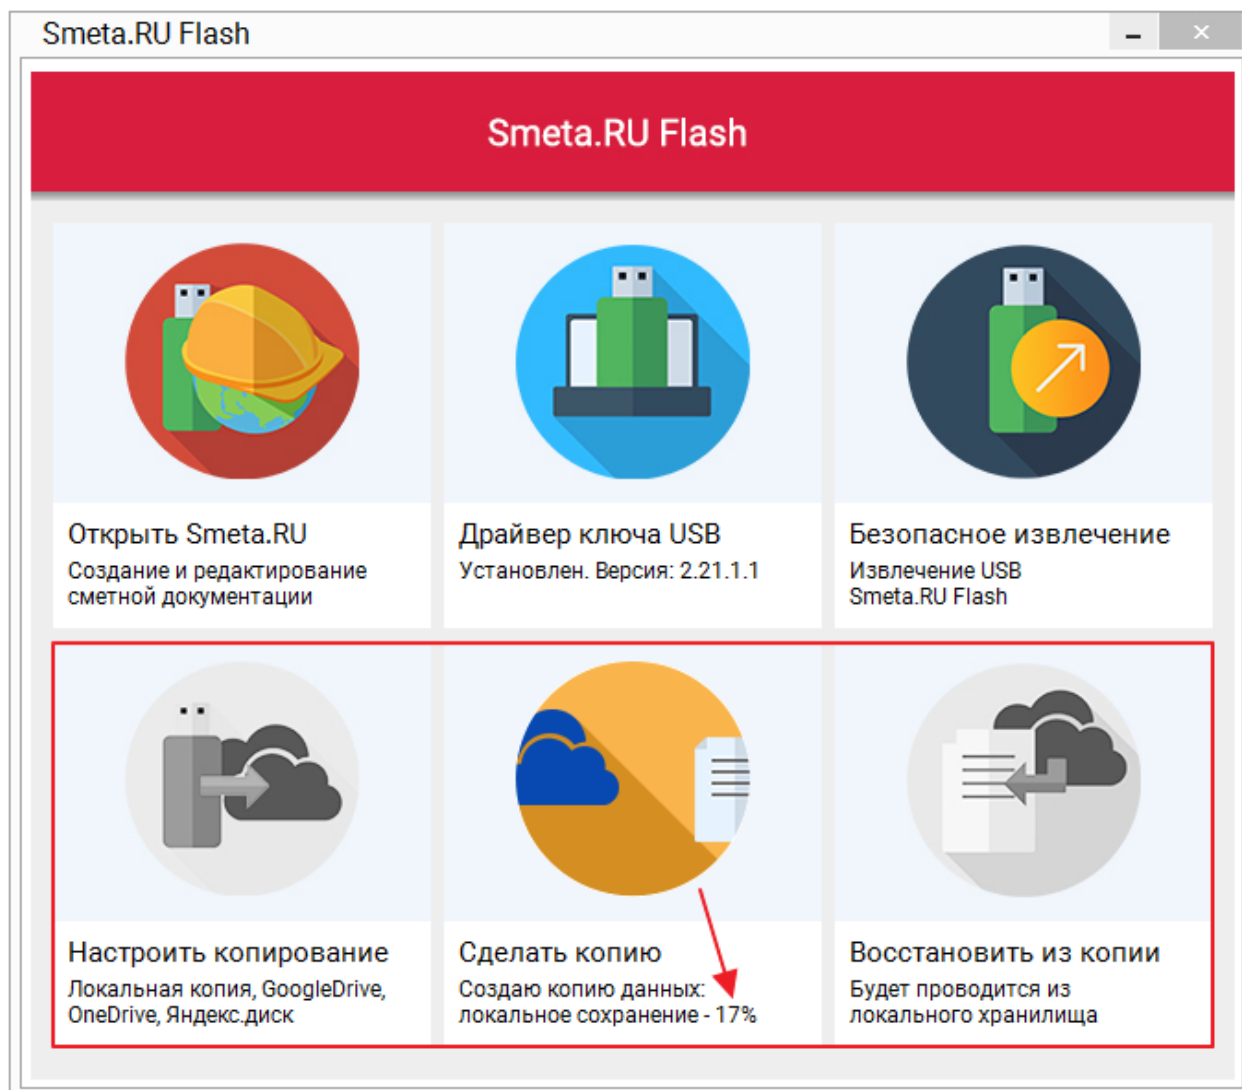 Smeta.RU Flash
Smeta.RU Flash
Открыть Smeta.RU
Создание и редактирование
сметной документации
Драйвер ключа USB
Установлен. Версия: 2.21.1.1
Безопасное извлечение
Извлечение USB
Smeta.RU Flash
Настроить копирование
Локальная копия, GoogleDrive,
OneDrive, Яндекс.диск
Сделать копию
Создаю копию данных:
локальное сохранение - 17%
Восстановить из копии
Будет проводится из
локального хранилища